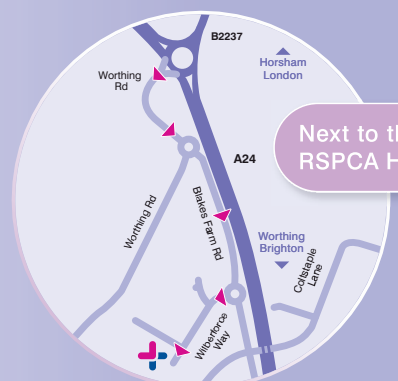 B2237
Horsham
London
Worthing
Rd
Next to th
RSPCA H
A24
Worthing Rd
Blakes Farm Rd
Worthing
Brighton
Coltstaple
Lane
Wilberforce
Way